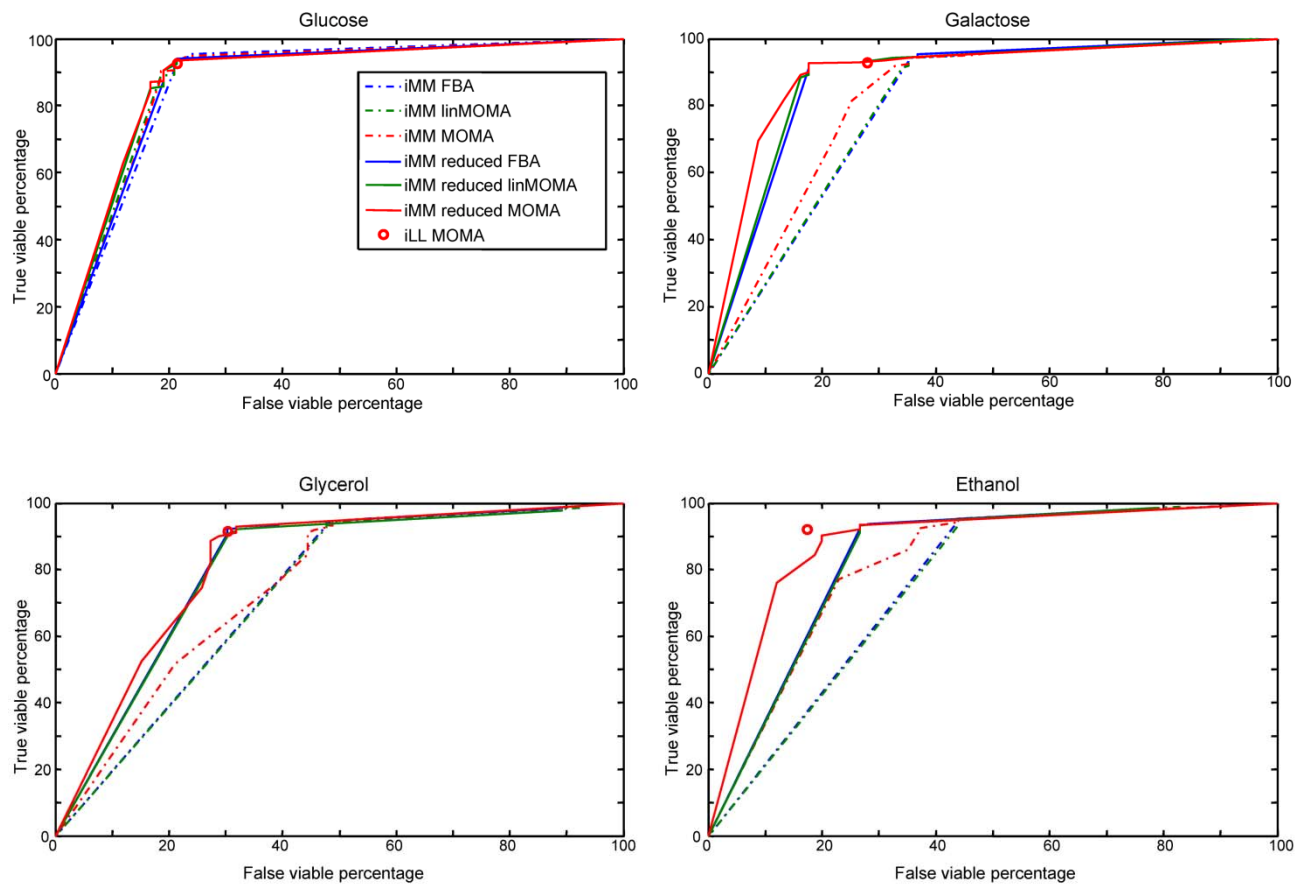 Glucose
100
80
60
40
20
0
True viable percentage
iMM FBA
iMM linMOMA
iMM MOMA
iMM reduced FBA
iMM reduced linMOMA
iMM reduced MOMA
iLL MOMA
0 20 40 60 80 100
False viable percentage
Galactose
100
80
60
40
20
0
True viable percentage
0 20 40 60 80 100
False viable percentage
Glycerol
100
80
60
40
20
0
True viable percentage
0 20 40 60 80 100
False viable percentage
Ethanol
100
80
60
40
20
0
True viable percentage
0 20 40 60 80 100
False viable percentage